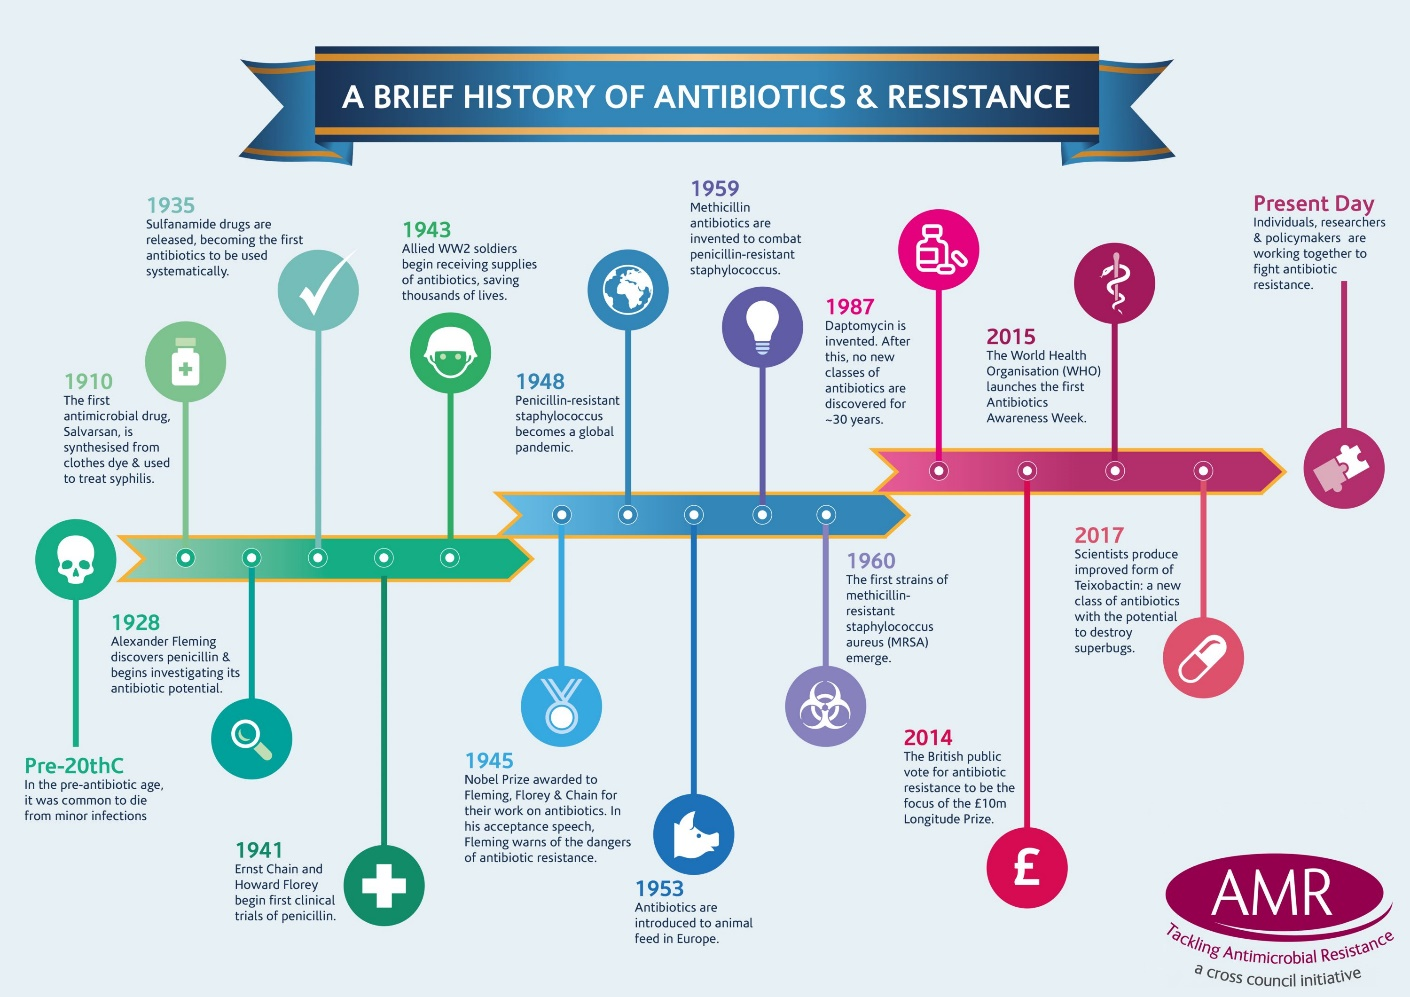 A BRIEF HISTORY OF ANTIBIOTICS & RESISTANCE
Pre-20thC
In the pre-antibiotic age,
it was common to die
from minor infections
1910
The first
antimicrobial drug,
Salvarsan, is
synthesised from
clothes dye & used
to treat syphilis.
1928
Alexander Fleming
discovers penicillin &
begins investigating its
antibiotic potential.
1935
Sulfanamide drugs are
released, becoming the first
antibiotics to be used
systematically.
1941
Ernst Chain and
Howard Florey
begin first clinical
trials of penicillin.
1943
Allied WW2 soldiers
begin receiving supplies
of antibiotics, saving
thousands of lives.
1945
Nobel Prize awarded to
Fleming, Florey & Chain for
their work on antibiotics. In
his acceptance speech,
Fleming warns of the dangers
of antibiotic resistance.
1948
Penicillin-resistant
staphylococcus
becomes a global
pandemic.
1953
Antibiotics are
introduced to animal
feed in Europe.
1959
Methicillin
antibiotics are
invented to combat
penicillin-resistant
staphylococcus.
1960
The first strains of
methicillin-
resistant
staphylococcus
aureus (MRSA)
emerge.
1987
Daptomycin is
invented. After
this, no new
classes of
antibiotics are
discovered for
~30 years.
2014
The British public
vote for antibiotic
resistance to be the
focus of the £10m
Longitude Prize.
£
2015
The World Health
Organisation (WHO)
launches the first
Antibiotics
Awareness Week.
2017
Scientists produce
improved form of
Teixobactin: a new
class of antibiotics
with the potential
to destroy
superbugs.
Present Day
Individuals, researchers
& policymakers are
working together to
fight antibiotic
resistance.
AMR
Tackling Antimicrobial Resistance
a cross council initiative